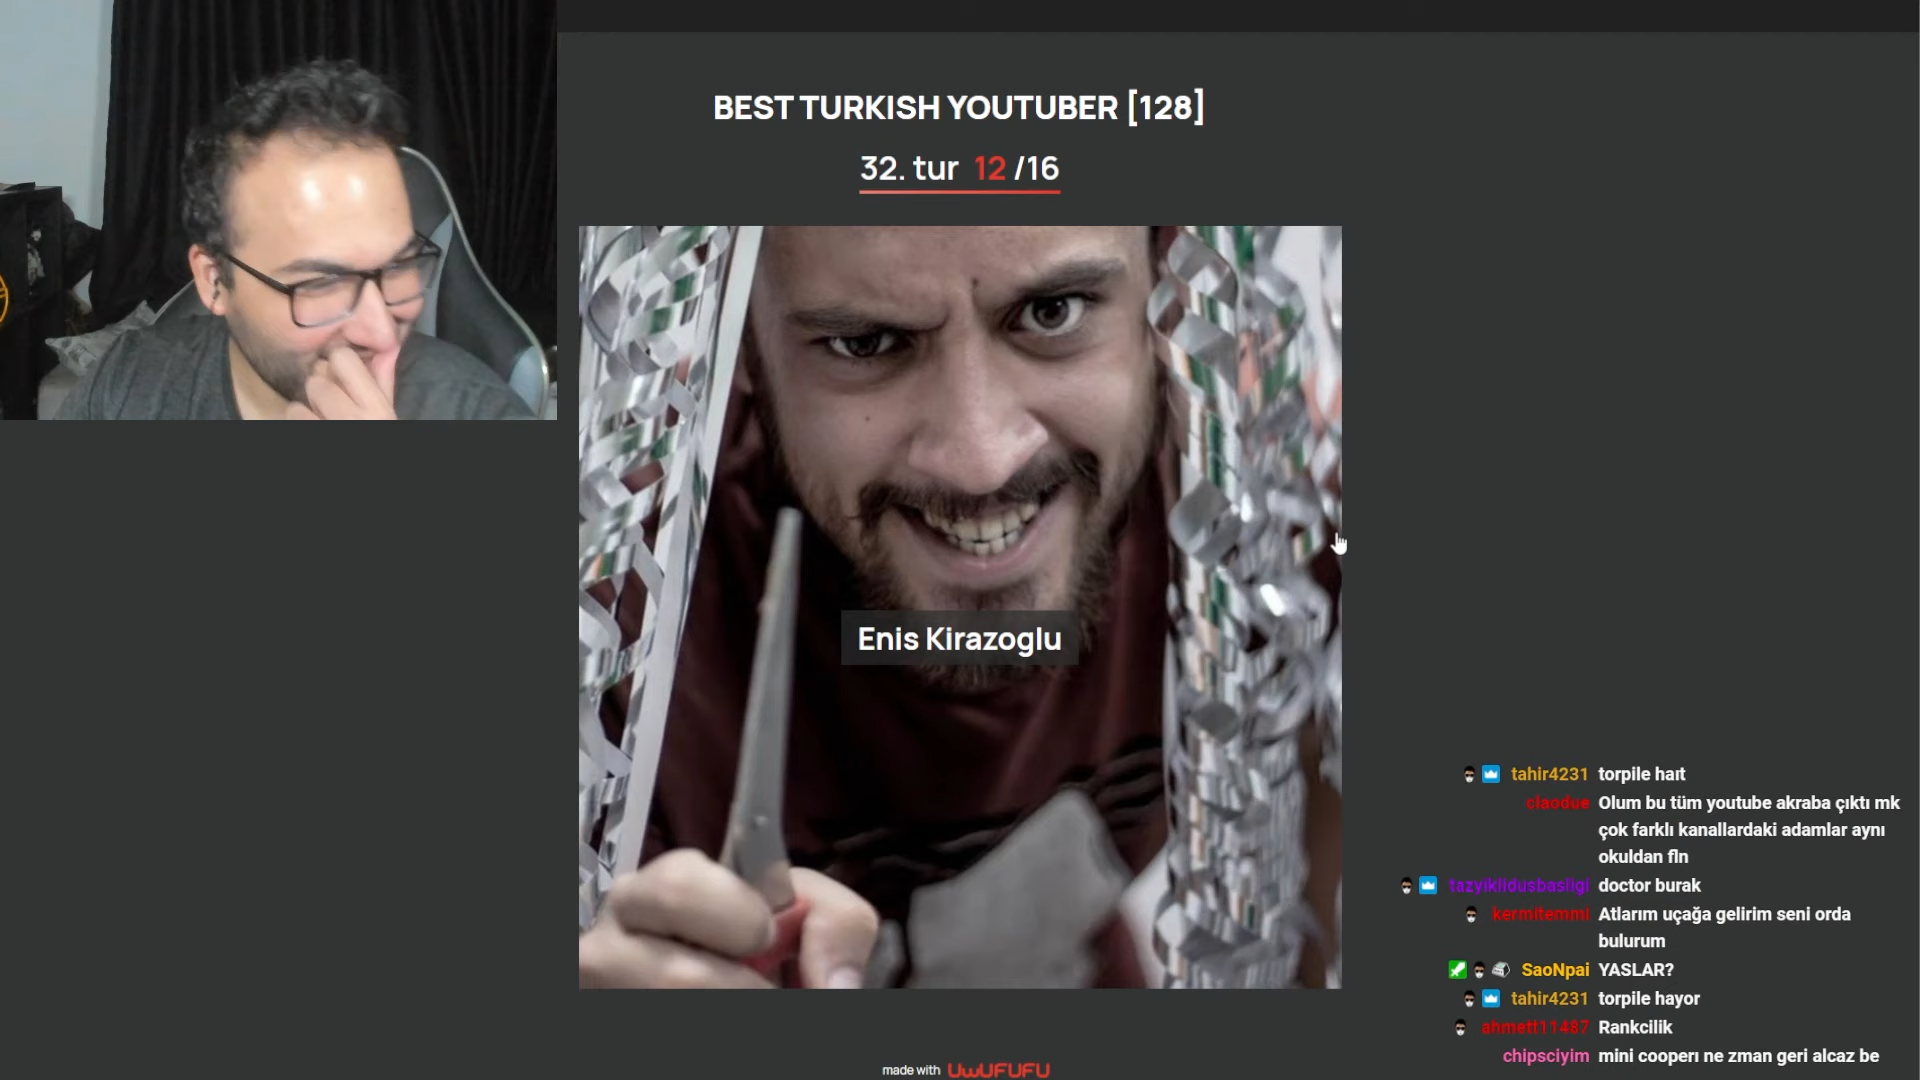 BEST TURKISH YOUTUBER [128]
32. tur 12 /16
Enis Kirazoglu
tahir4231 torpile haıt
claodue Olum bu tüm youtube akraba çıktı mk
çok farklı kanallardaki adamlar aynı
okuldan fln
tazyiklidusbasligi doctor burak
kermitemmi Atlarım uçağa gelirim seni orda
bulurum
SaoNpai YASLAR?
tahir4231 torpile hayor
ahmett11487 Rankcilik
chipsciyim mini cooperı ne zman geri alcaz be
made with UwUFUFU